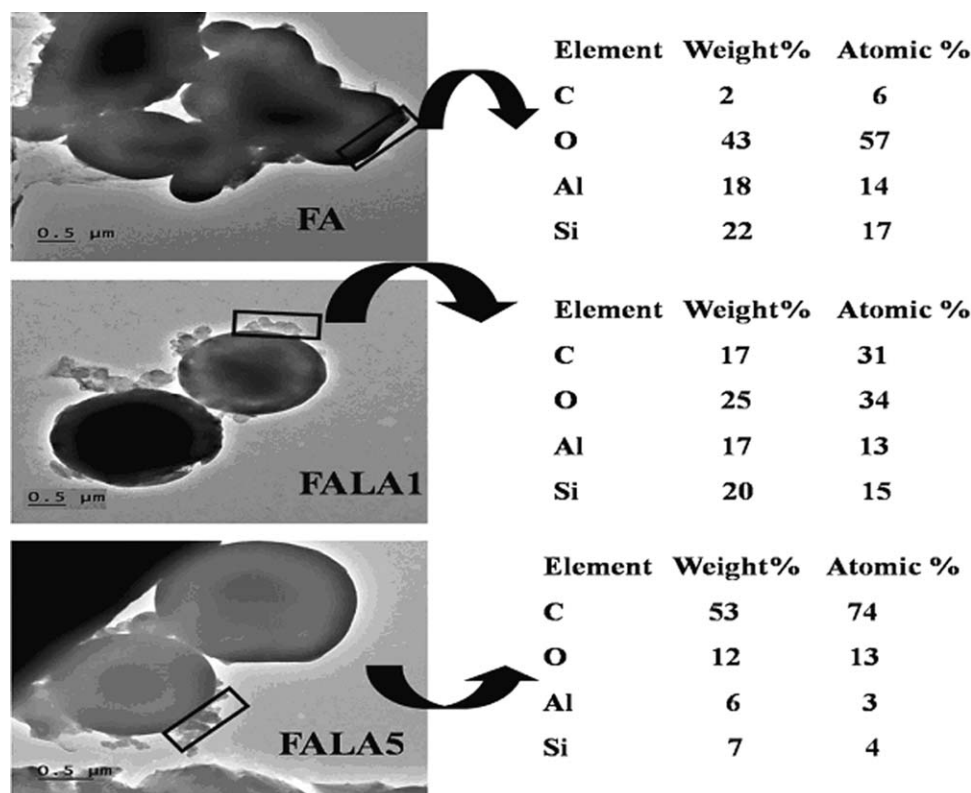 FA
0.5 µm
Element Weight% Atomic %
C 2 6
O 43 57
Al 18 14
Si 22 17
FALA1
0.5 µm
Element Weight% Atomic %
C 17 31
O 25 34
Al 17 13
Si 20 15
FALA5
0.5 µm
Element Weight% Atomic %
C 53 74
O 12 13
Al 6 3
Si 7 4